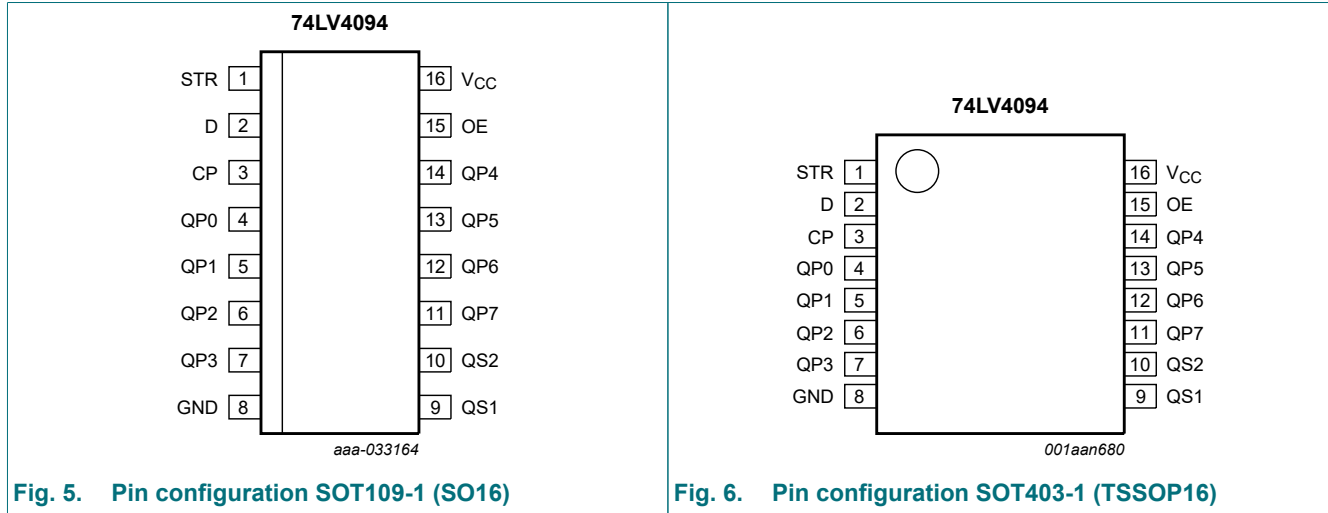 74LV4094
STR 1 16 VCC
D 2 15 OE
CP 3 14 QP4
QP0 4 13 QP5
QP1 5 12 QP6
QP2 6 11 QP7
QP3 7 10 QS2
GND 8 9 QS1
aaa-033164
Fig. 5. Pin configuration SOT109-1 (SO16)
74LV4094
STR 1 16 VCC
D 2 15 OE
CP 3 14 QP4
QP0 4 13 QP5
QP1 5 12 QP6
QP2 6 11 QP7
QP3 7 10 QS2
GND 8 9 QS1
001aan680
Fig. 6. Pin configuration SOT403-1 (TSSOP16)